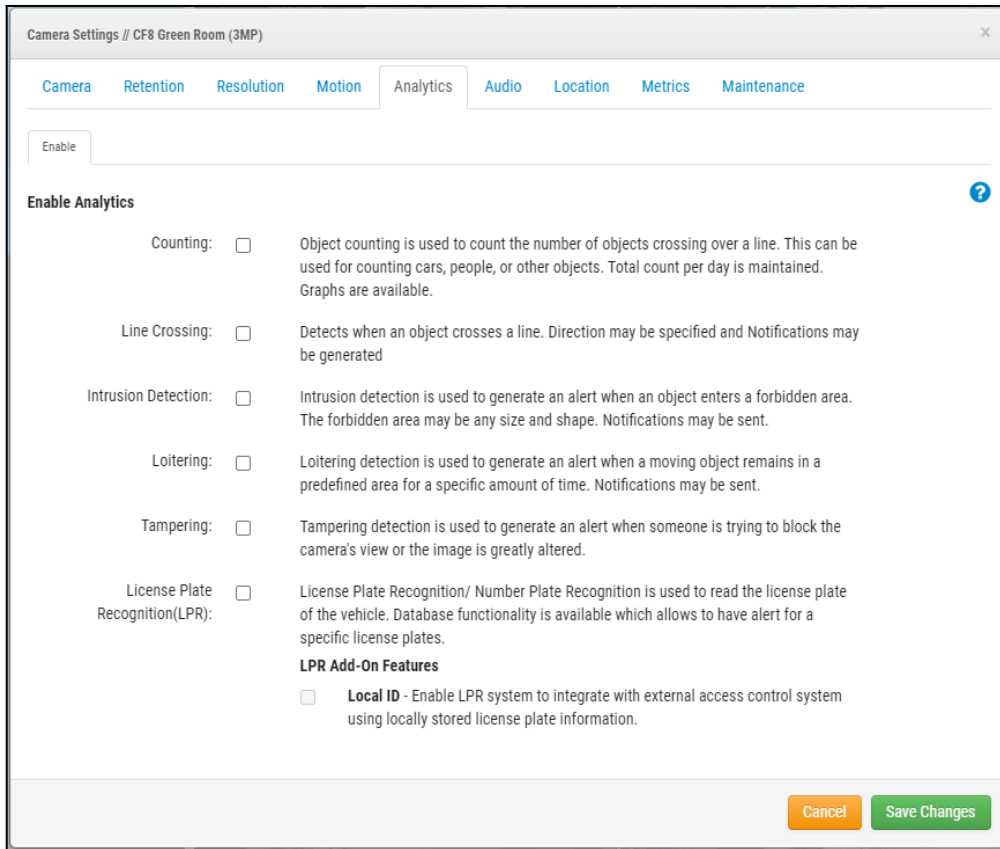 Camera Settings // CF8 Green Room (3MP)
×
Camera Retention Resolution Motion Analytics Audio Location Metrics Maintenance
Enable
?
Enable Analytics
Counting:
Object counting is used to count the number of objects crossing over a line. This can be
used for counting cars, people, or other objects. Total count per day is maintained.
Graphs are available.
Line Crossing:
Detects when an object crosses a line. Direction may be specified and Notifications may
be generated
Intrusion Detection:
Intrusion detection is used to generate an alert when an object enters a forbidden area.
The forbidden area may be any size and shape. Notifications may be sent.
Loitering:
Loitering detection is used to generate an alert when a moving object remains in a
predefined area for a specific amount of time. Notifications may be sent.
Tampering:
Tampering detection is used to generate an alert when someone is trying to block the
camera's view or the image is greatly altered.
License Plate
Recognition(LPR):
License Plate Recognition/ Number Plate Recognition is used to read the license plate
of the vehicle. Database functionality is available which allows to have alert for a
specific license plates.
LPR Add-On Features
Local ID - Enable LPR system to integrate with external access control system
using locally stored license plate information.
Cancel Save Changes